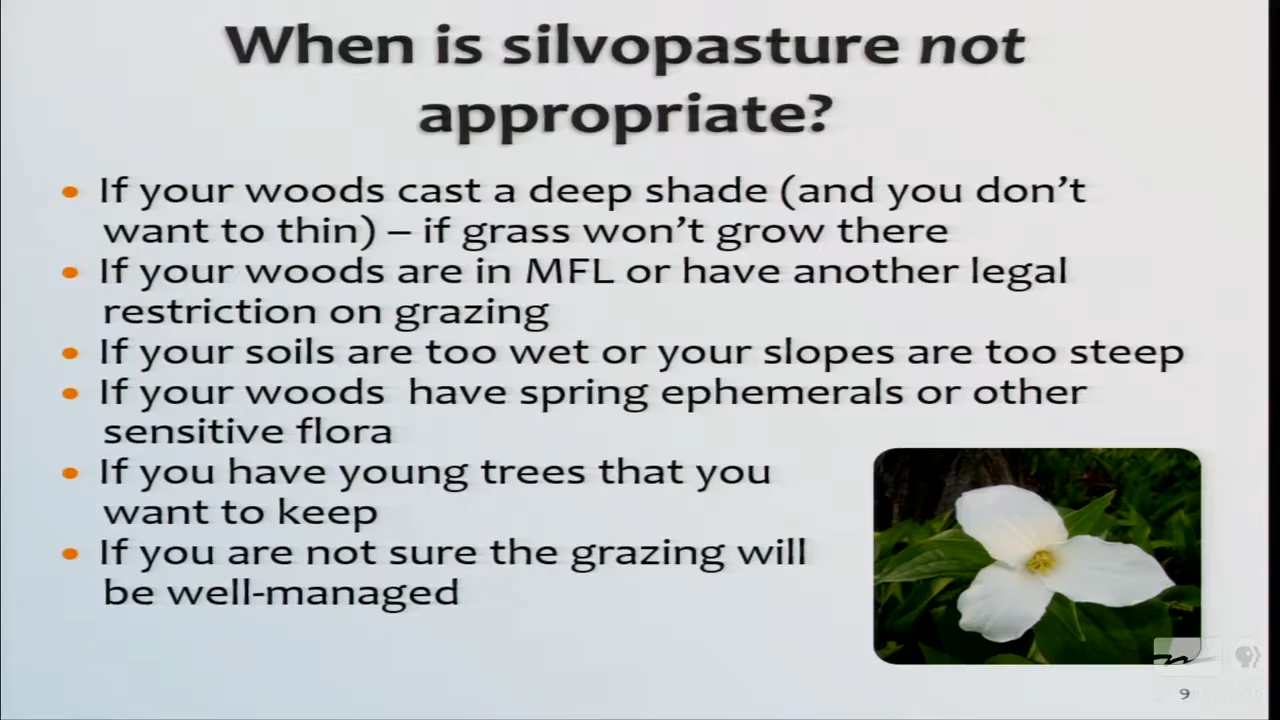 When is silvopasture not
appropriate?
• If your woods cast a deep shade (and you don't
want to thin) – if grass won't grow there
• If your woods are in MFL or have another legal
restriction on grazing
• If your soils are too wet or your slopes are too steep
• If your woods have spring ephemerals or other
sensitive flora
• If you have young trees that you
want to keep
• If you are not sure the grazing will
be well-managed
9